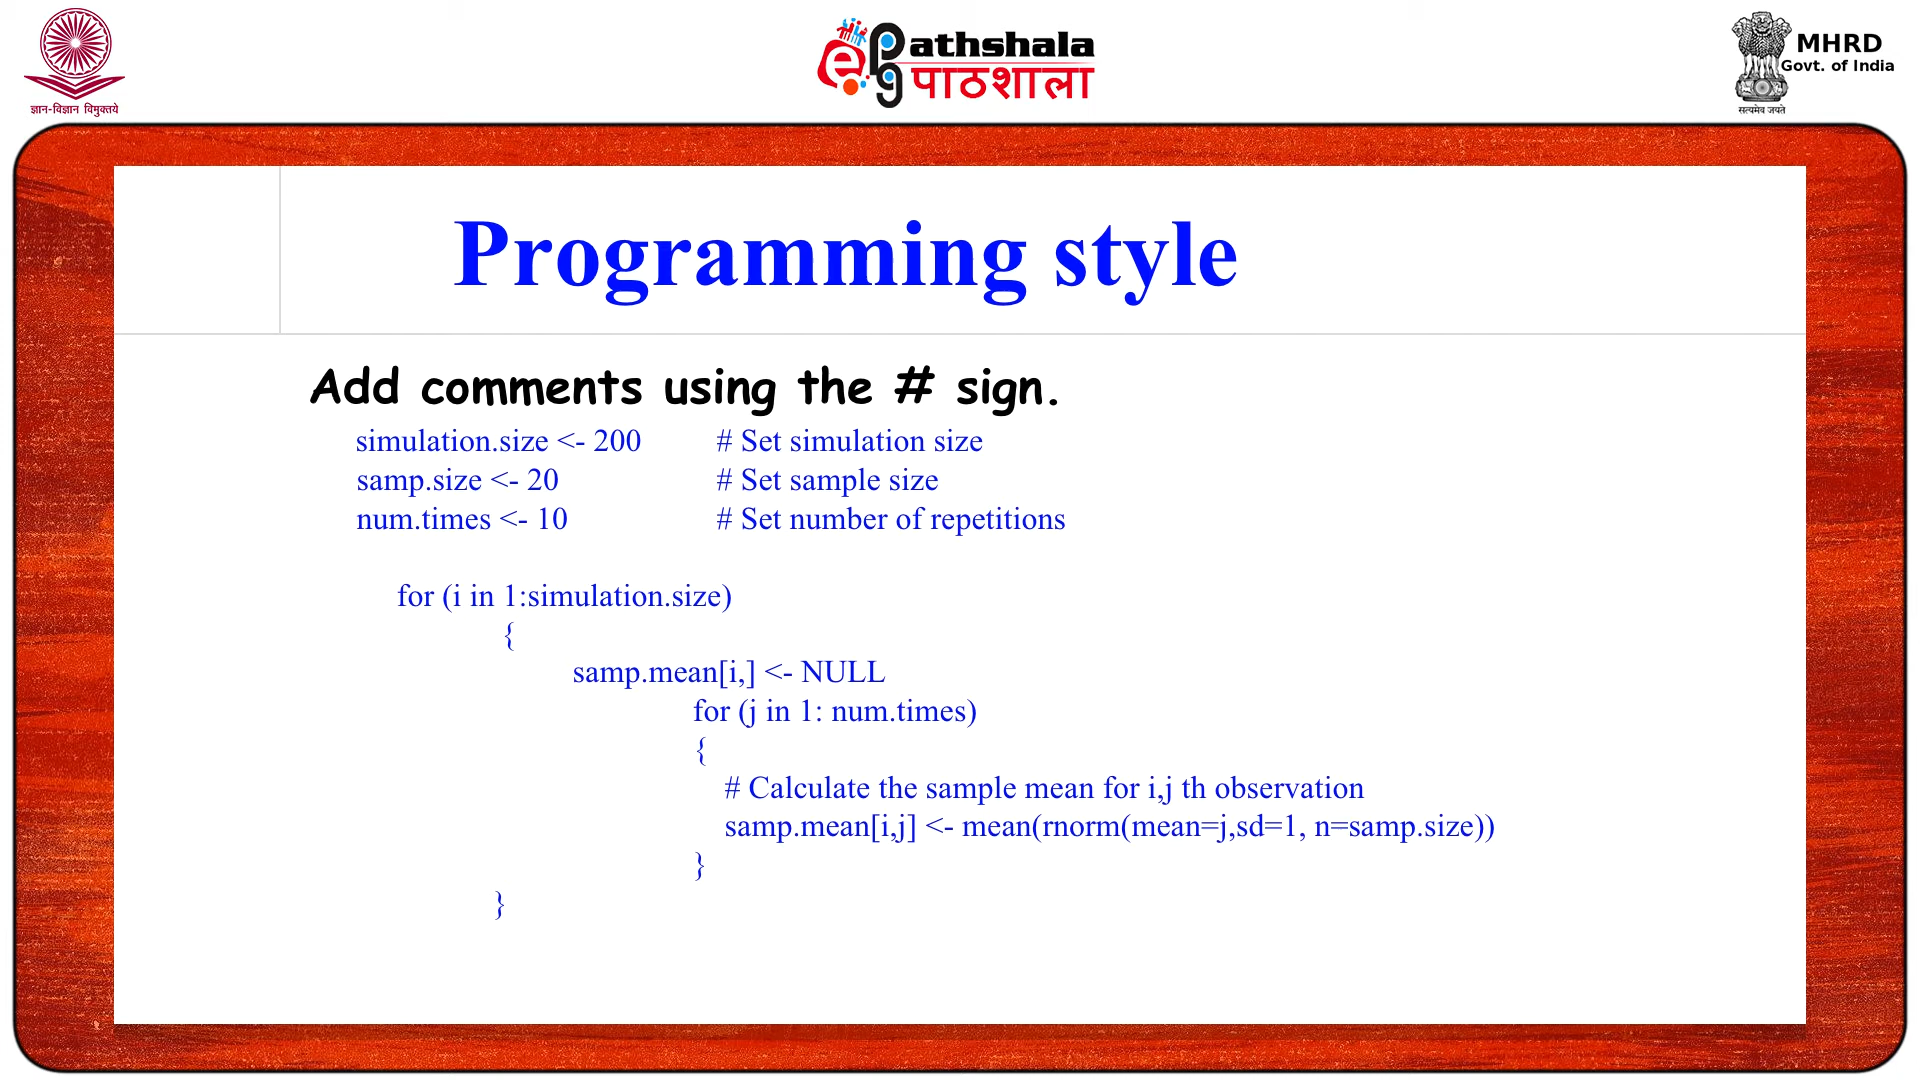 ज्ञान-विज्ञान विमुक्तये
ePG Pathshala
पाठशाला
MHRD
Govt. of India
सत्यमेव जयते
Programming style
Add comments using the # sign.
simulation.size <- 200 # Set simulation size
samp.size <- 20 # Set sample size
num.times <- 10 # Set number of repetitions
for (i in 1:simulation.size)
{
samp.mean[i,] <- NULL
for (j in 1: num.times)
{
# Calculate the sample mean for i,j th observation
samp.mean[i,j] <- mean(rnorm(mean=j,sd=1, n=samp.size))
}
}